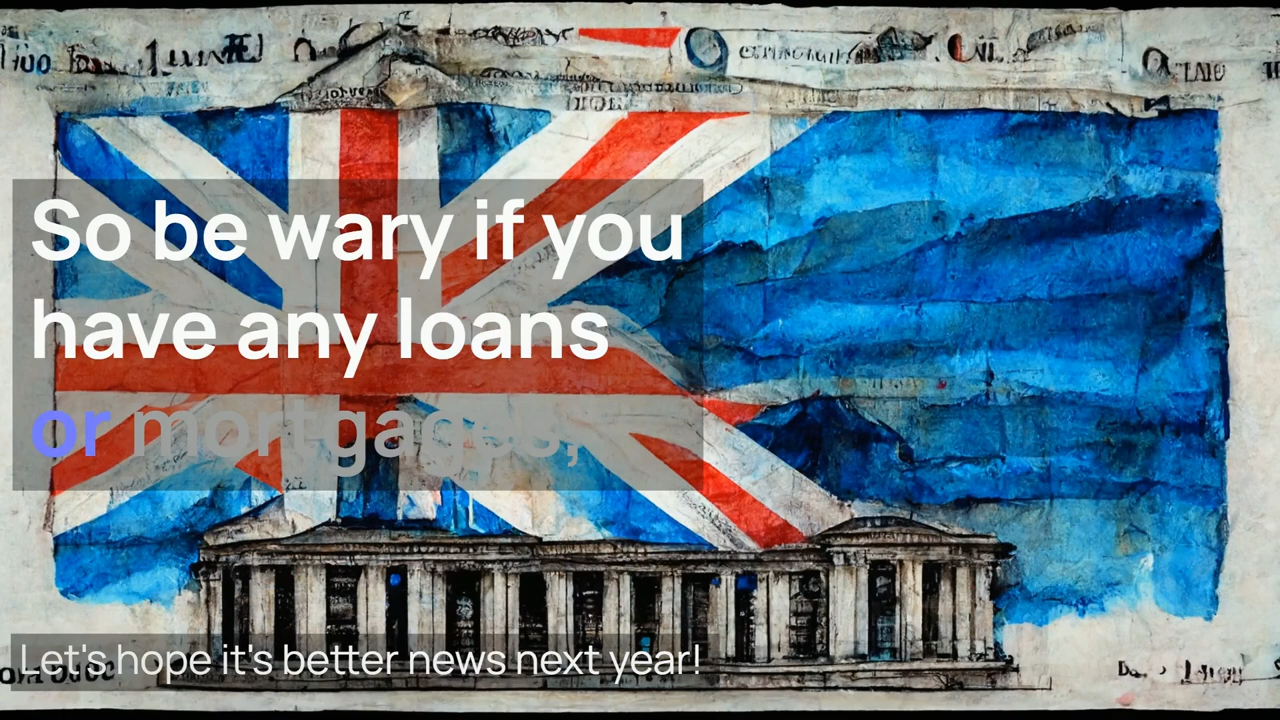 So be wary if you
have any loans
or mortgages,
Let's hope it's better news next year!